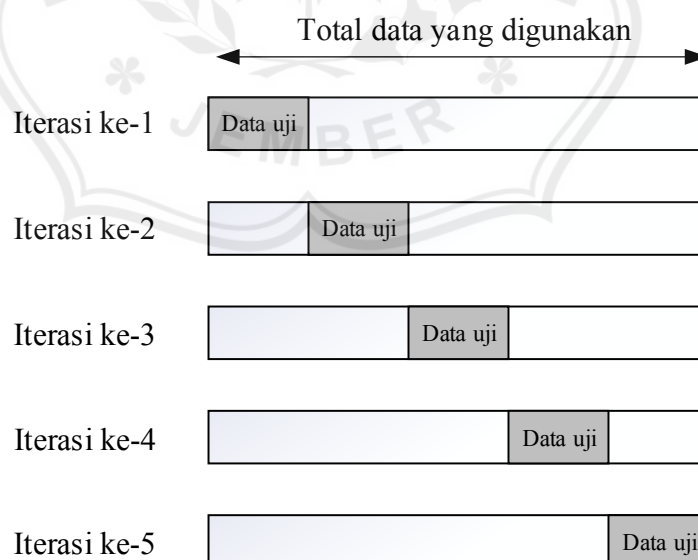 Total data yang digunakan
Iterasi ke-1 Data uji
JEMBER
Iterasi ke-2 Data uji
Iterasi ke-3 Data uji
Iterasi ke-4 Data uji
Iterasi ke-5 Data uji